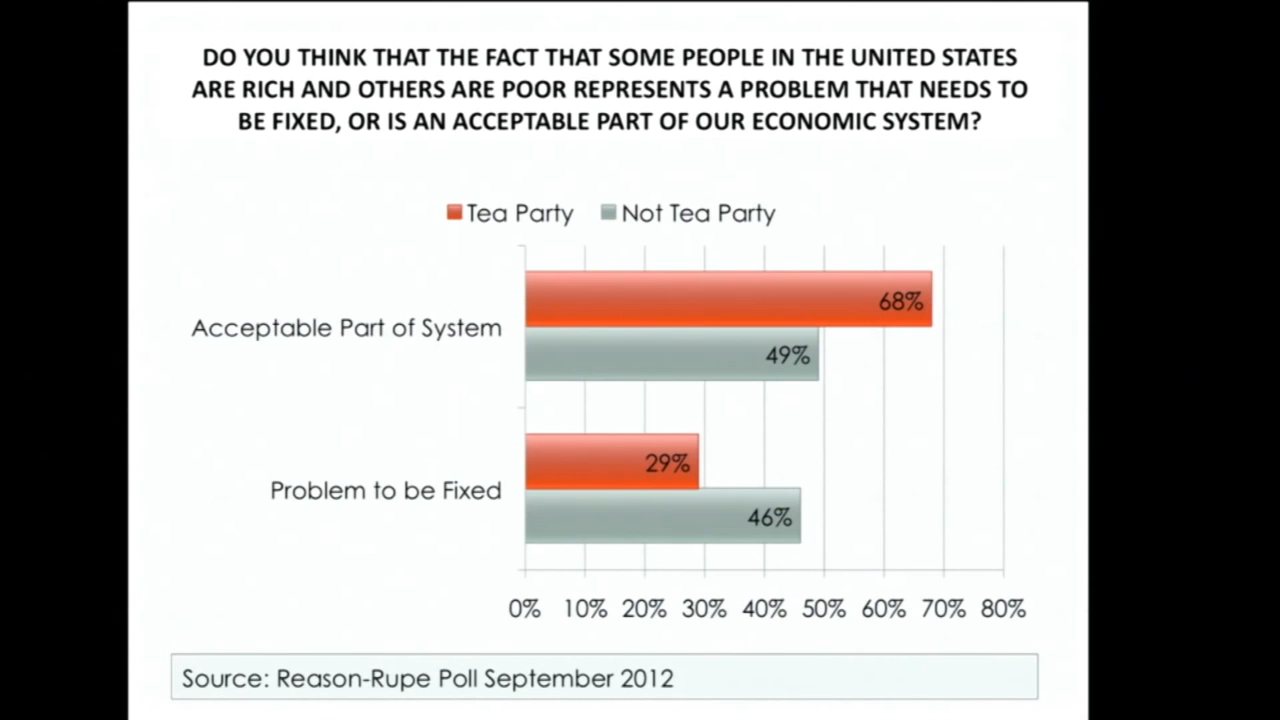 DO YOU THINK THAT THE FACT THAT SOME PEOPLE IN THE UNITED STATES
ARE RICH AND OTHERS ARE POOR REPRESENTS A PROBLEM THAT NEEDS TO
BE FIXED, OR IS AN ACCEPTABLE PART OF OUR ECONOMIC SYSTEM?
Tea Party Not Tea Party
68%
Acceptable Part of System
49%
29%
Problem to be Fixed
46%
0% 10% 20% 30% 40% 50% 60% 70% 80%
Source: Reason-Rupe Poll September 2012